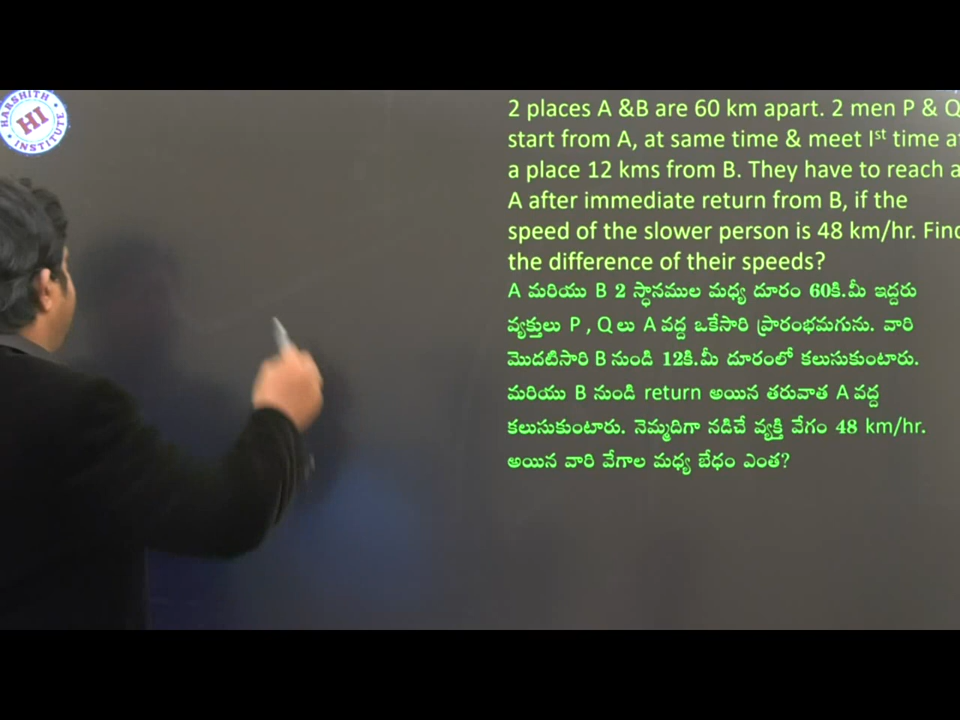 HARSHITH
HI
INSTITUTE
2 places A &B are 60 km apart. 2 men P & Q
start from A, at same time & meet Iˢᵗ time
a place 12 kms from B. They have to reach
A after immediate return from B, if the
speed of the slower person is 48 km/hr.
the difference of their speeds?
A మరియు B 2 స్థానముల మధ్య దూరం 60కి.మీ ఇద్దరు
వ్యక్తులు P , Q లు A వద్ద ఒకేసారి ప్రారంభమగును. వారి
మొదటిసారి B నుండి 12కి.మీ దూరంలో కలుసుకుంటారు.
మరియు B నుండి return అయిన తరువాత A వద్ద
కలుసుకుంటారు. నెమ్మదిగా నడిచే వ్యక్తి వేగం 48 km/hr.
అయిన వారి వేగాల మధ్య బేధం ఎంత?